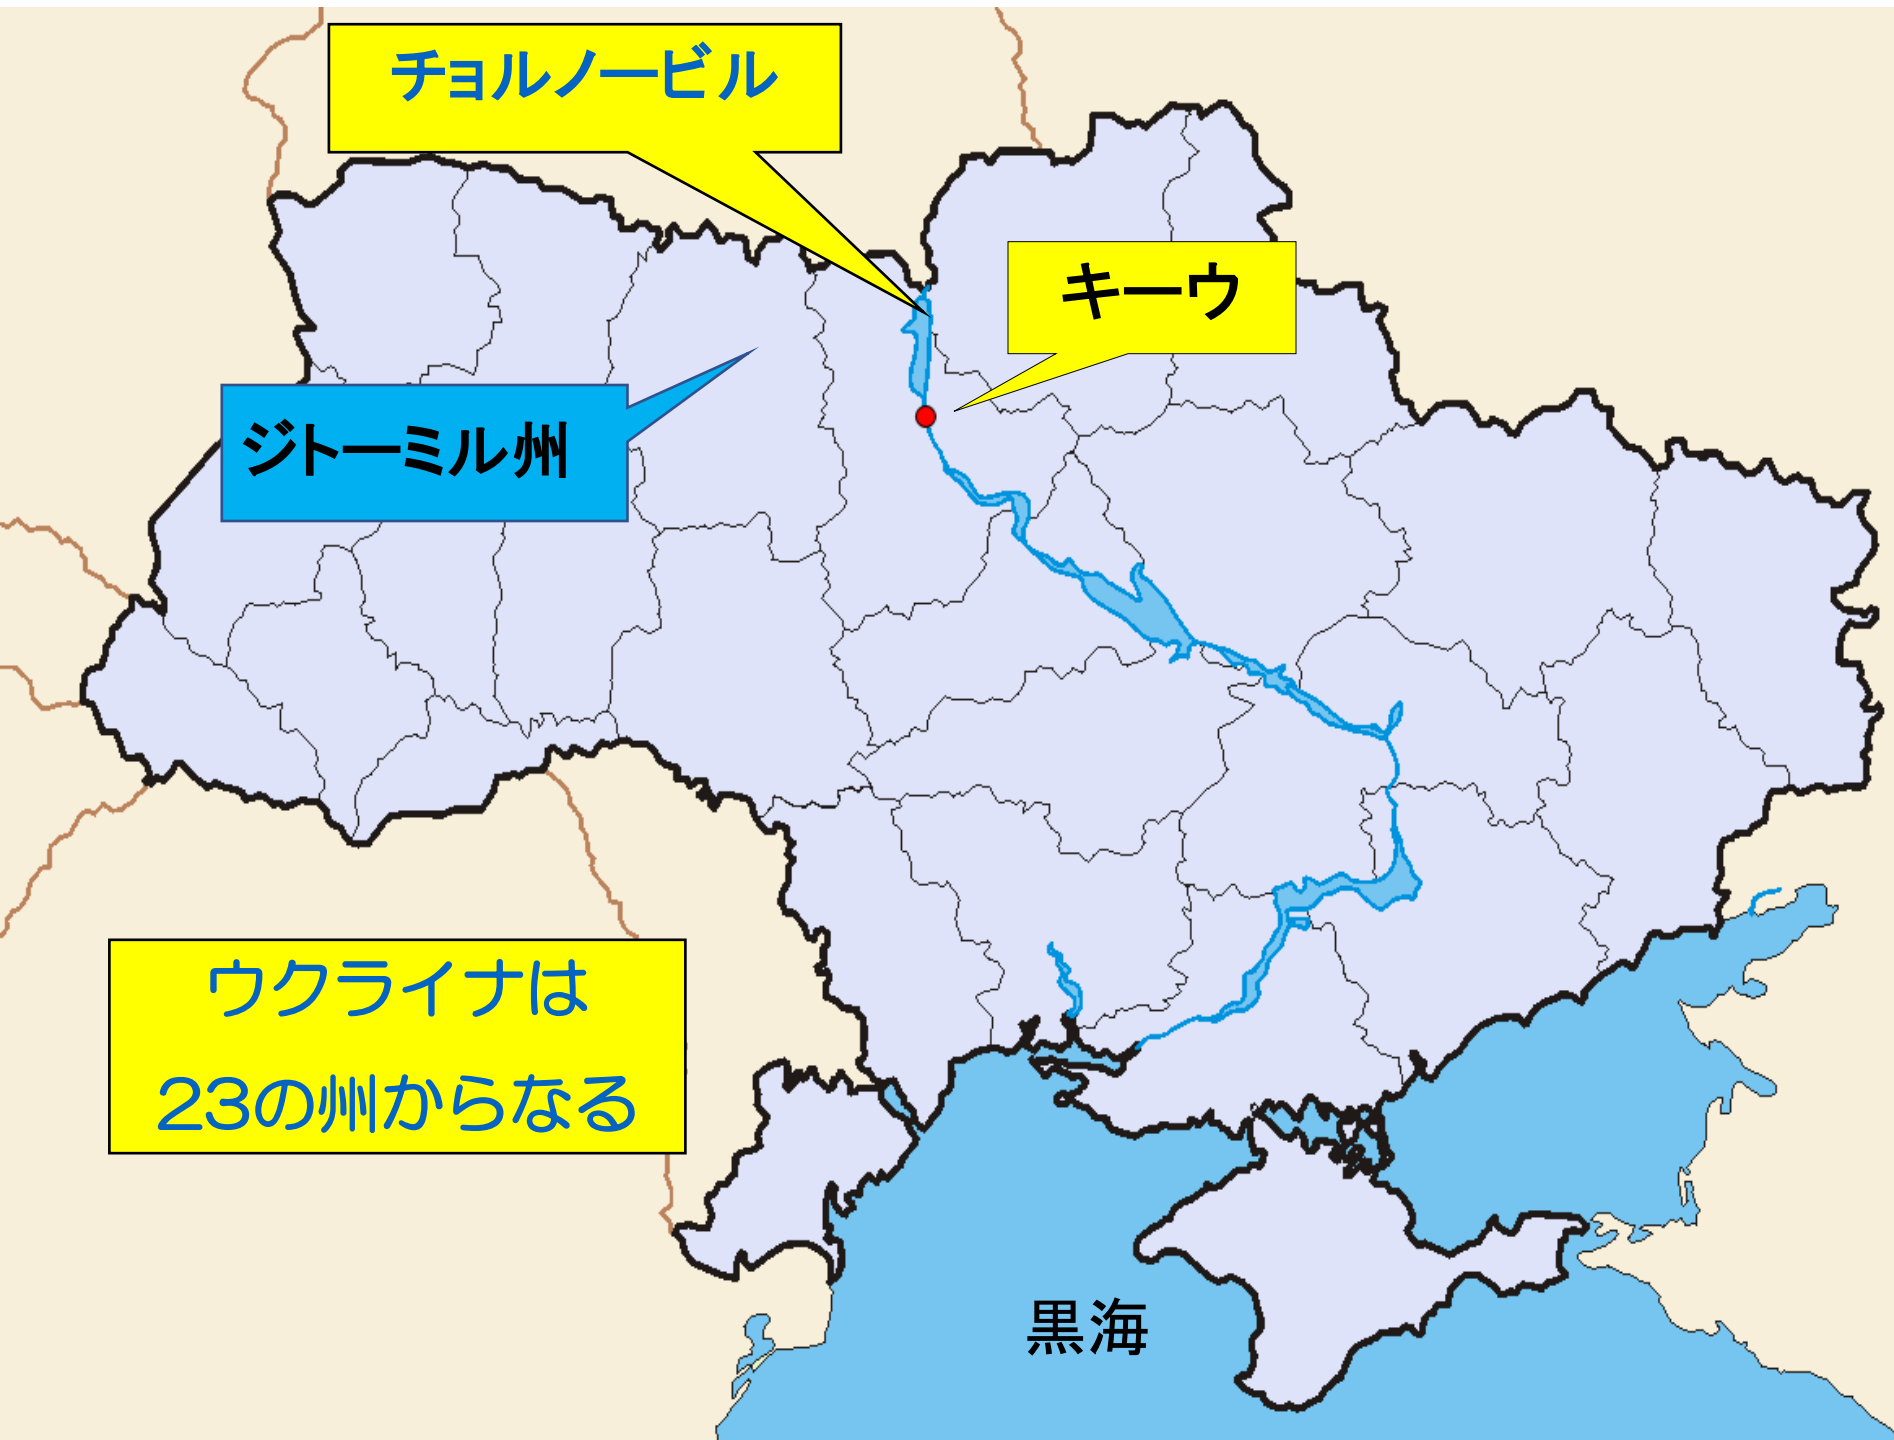 チョルノービル
キーウ
ジトーミル州
ウクライナは
23の州からなる
黒海